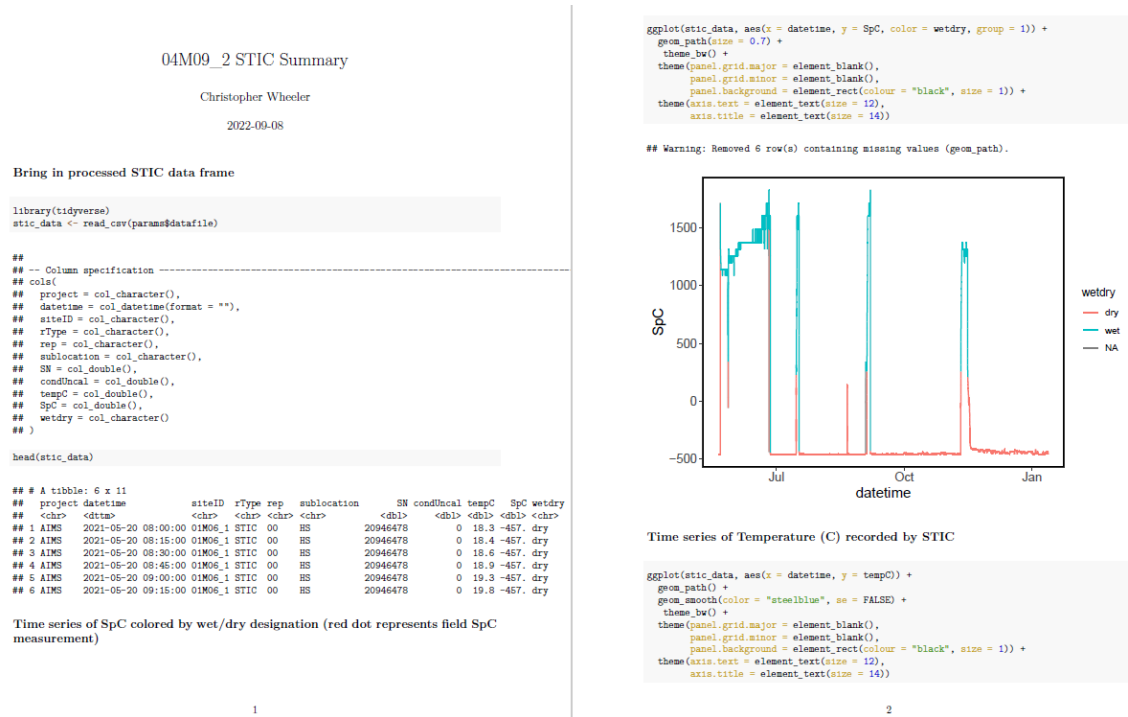 04M09_2 STIC Summary
Christopher Wheeler
2022-09-08
Bring in processed STIC data frame
library(tidyverse)
stic_data <- read_csv(params$datafile)
##
## -- Column specification --------------------------------------------------------------------------------
## cols(
##   project = col_character(),
##   datetime = col_datetime(format = ""),
##   siteID = col_character(),
##   rType = col_character(),
##   rep = col_character(),
##   sublocation = col_character(),
##   SN = col_double(),
##   condUncal = col_double(),
##   tempC = col_double(),
##   SpC = col_double(),
##   wetdry = col_character()
## )
head(stic_data)
## # A tibble: 6 x 11
##   project datetime            siteID rType rep   sublocation       SN condUncal tempC   SpC wetdry
##   <chr>   <dttm>              <chr>  <chr> <chr> <chr>          <dbl>     <dbl> <dbl> <dbl> <chr>
## 1 AIMS    2021-05-20 08:00:00 01M06_1 STIC  00    HS          20946478         0  18.3 -457. dry
## 2 AIMS    2021-05-20 08:15:00 01M06_1 STIC  00    HS          20946478         0  18.4 -457. dry
## 3 AIMS    2021-05-20 08:30:00 01M06_1 STIC  00    HS          20946478         0  18.6 -457. dry
## 4 AIMS    2021-05-20 08:45:00 01M06_1 STIC  00    HS          20946478         0  18.9 -457. dry
## 5 AIMS    2021-05-20 09:00:00 01M06_1 STIC  00    HS          20946478         0  19.3 -457. dry
## 6 AIMS    2021-05-20 09:15:00 01M06_1 STIC  00    HS          20946478         0  19.8 -457. dry
Time series of SpC colored by wet/dry designation (red dot represents field SpC
measurement)
1
ggplot(stic_data, aes(x = datetime, y = SpC, color = wetdry, group = 1)) +
  geom_path(size = 0.7) +
   theme_bw() +
  theme(panel.grid.major = element_blank(),
        panel.grid.minor = element_blank(),
        panel.background = element_rect(colour = "black", size = 1)) +
  theme(axis.text = element_text(size = 12),
        axis.title = element_text(size = 14))
## Warning: Removed 6 row(s) containing missing values (geom_path).
1500
1000
500
0
−500
SpC
Jul
Oct
Jan
datetime
wetdry
dry
wet
NA
Time series of Temperature (C) recorded by STIC
ggplot(stic_data, aes(x = datetime, y = tempC)) +
  geom_path() +
  geom_smooth(color = "steelblue", se = FALSE) +
   theme_bw() +
  theme(panel.grid.major = element_blank(),
        panel.grid.minor = element_blank(),
        panel.background = element_rect(colour = "black", size = 1)) +
  theme(axis.text = element_text(size = 12),
        axis.title = element_text(size = 14))
2